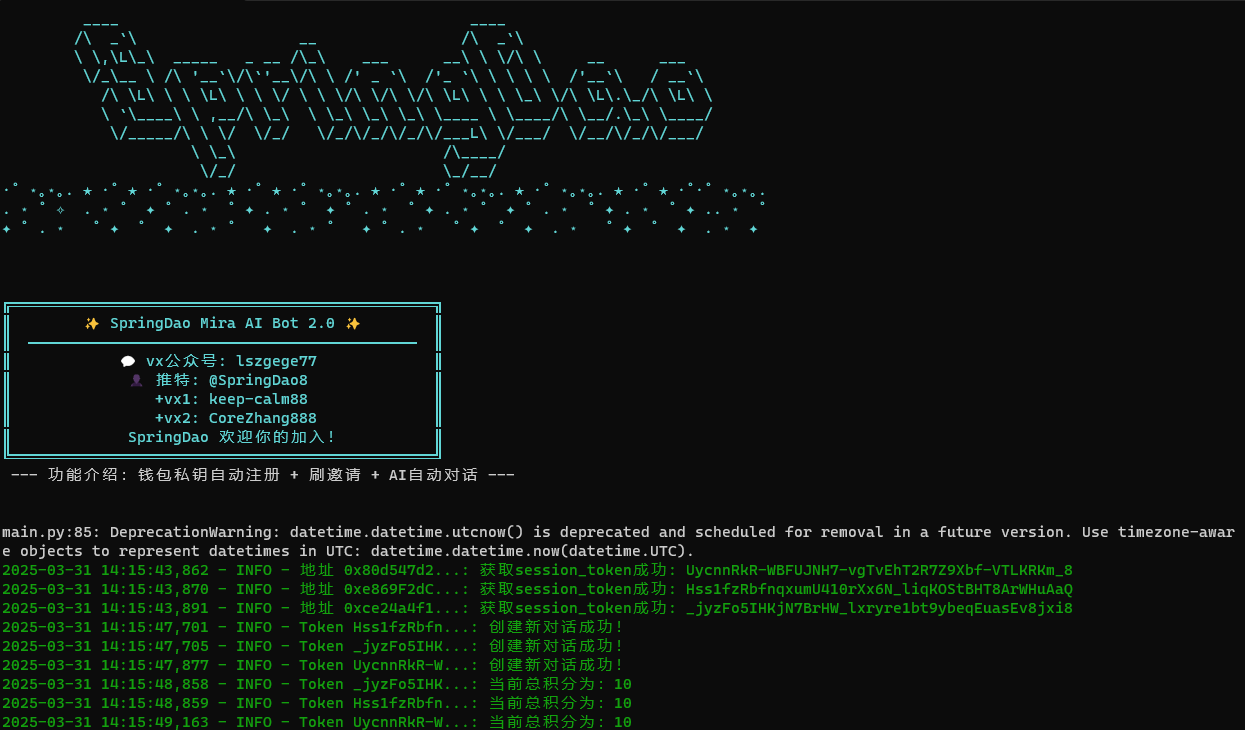 SpringDao
✨ SpringDao Mira AI Bot 2.0 ✨
💬 vx公众号: lszgege77
👤 推特: @SpringDao8
+vx1: keep-calm88
+vx2: CoreZhang888
SpringDao 欢迎你的加入!
--- 功能介绍: 钱包私钥自动注册 + 刷邀请 + AI自动对话 ---
main.py:85: DeprecationWarning: datetime.datetime.utcnow() is deprecated and scheduled for removal in a future version. Use timezone-awar
e objects to represent datetimes in UTC: datetime.datetime.now(datetime.UTC).
2025-03-31 14:15:43,862 - INFO - 地址 0x80d547d2...: 获取session_token成功: UycnnRkR-WBFUJNH7-vgTvEhT2R7Z9Xbf-VTLKRKm_8
2025-03-31 14:15:43,870 - INFO - 地址 0xe869F2dC...: 获取session_token成功: Hss1fzRbfnqxumU410rXx6N_liqKOStBHT8ArWHuAaQ
2025-03-31 14:15:43,891 - INFO - 地址 0xce24a4f1...: 获取session_token成功: _jyzFo5IHKjN7BrHW_lxryre1bt9ybeqEuasEv8jxi8
2025-03-31 14:15:47,701 - INFO - Token Hss1fzRbfn...: 创建新对话成功!
2025-03-31 14:15:47,705 - INFO - Token _jyzFo5IHK...: 创建新对话成功!
2025-03-31 14:15:47,877 - INFO - Token UycnnRkR-W...: 创建新对话成功!
2025-03-31 14:15:48,858 - INFO - Token _jyzFo5IHK...: 当前总积分为: 10
2025-03-31 14:15:48,859 - INFO - Token Hss1fzRbfn...: 当前总积分为: 10
2025-03-31 14:15:49,163 - INFO - Token UycnnRkR-W...: 当前总积分为: 10